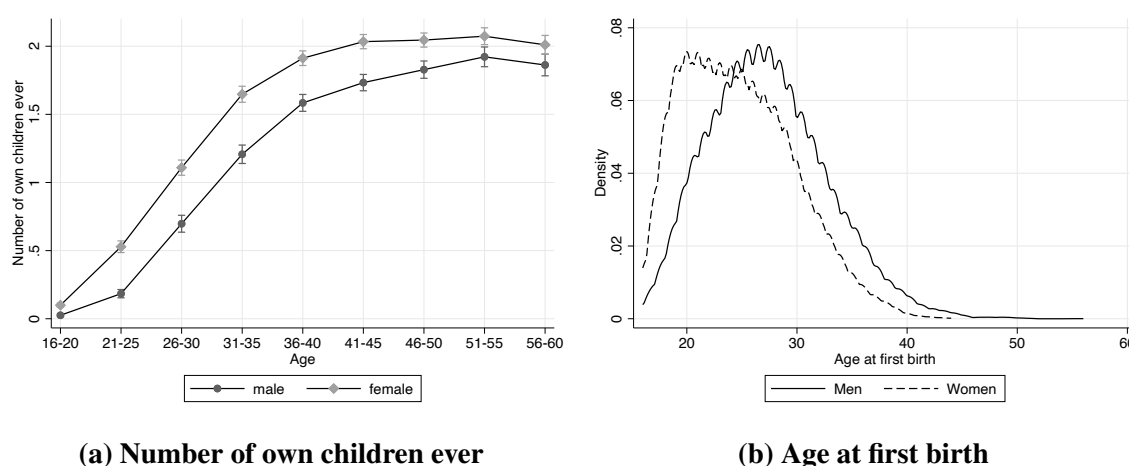 Number of own children ever
2
1.5
1
.5
0
16-20 21-25 26-30 31-35 36-40 41-45 46-50 51-55 56-60
Age
male female
(a) Number of own children ever
Density
.08
.06
.04
.02
0
20 30 40 50 60
Age at first birth
Men Women
(b) Age at first birth